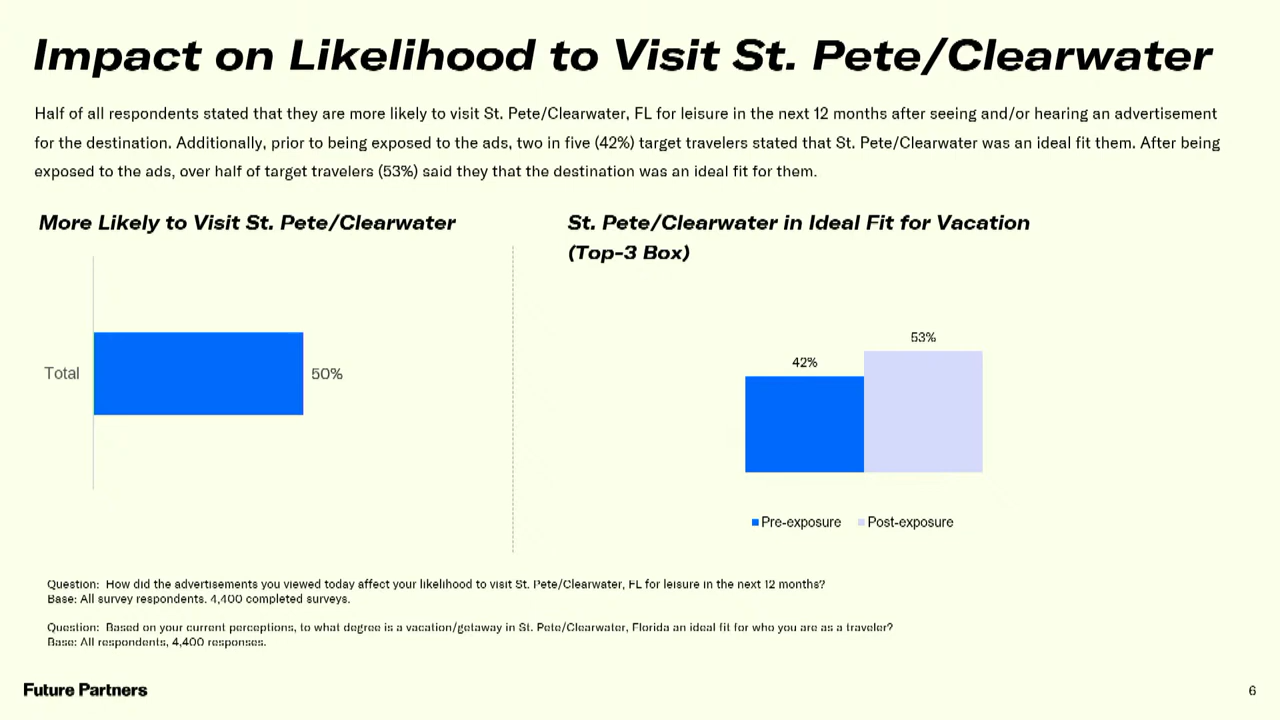 Impact on Likelihood to Visit St. Pete/Clearwater
Half of all respondents stated that they are more likely to visit St. Pete/Clearwater, FL for leisure in the next 12 months after seeing and/or hearing an advertisement
for the destination. Additionally, prior to being exposed to the ads, two in five (42%) target travelers stated that St. Pete/Clearwater was an ideal fit them. After being
exposed to the ads, over half of target travelers (53%) said they that the destination was an ideal fit for them.
More Likely to Visit St. Pete/Clearwater
Total
50%
St. Pete/Clearwater in Ideal Fit for Vacation
(Top-3 Box)
42%
53%
Pre-exposure
Post-exposure
Question: How did the advertisements you viewed today affect your likelihood to visit St. Pete/Clearwater, FL for leisure in the next 12 months?
Base: All survey respondents. 4,400 completed surveys.
Question: Based on your current perceptions, to what degree is a vacation/getaway in St. Pete/Clearwater, Florida an ideal fit for who you are as a traveler?
Base: All respondents, 4,400 responses.
Future Partners
6